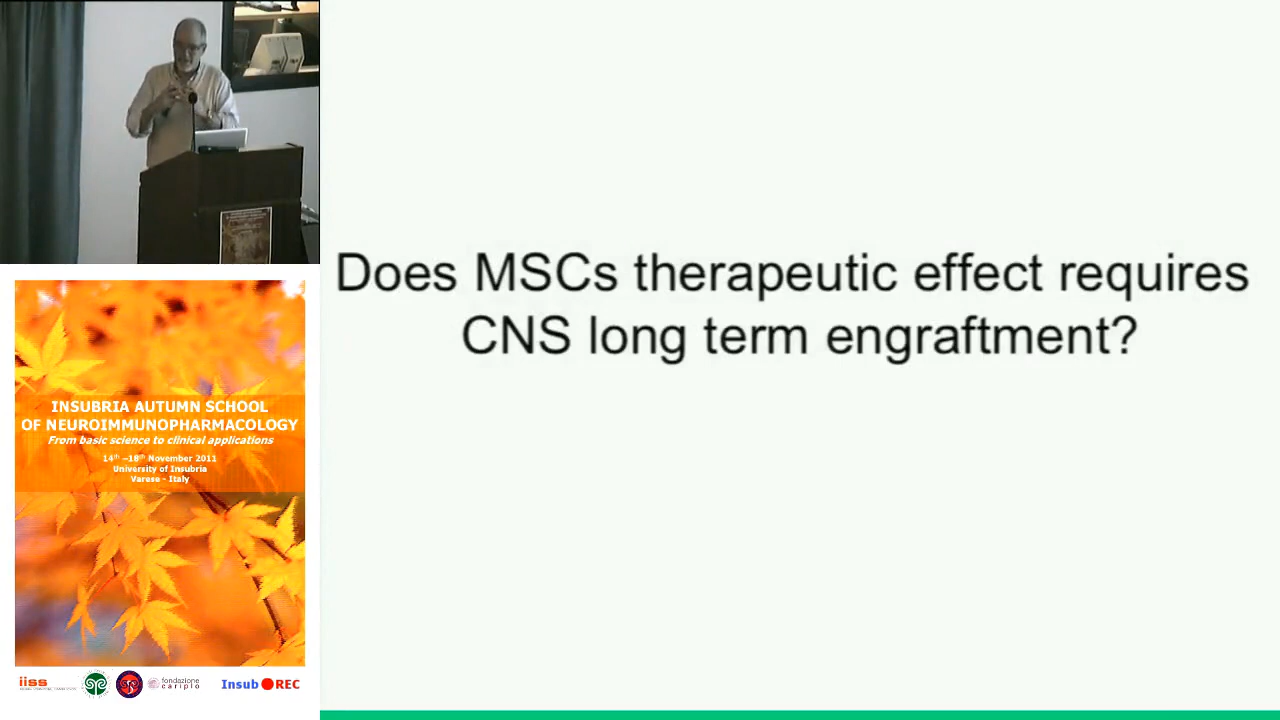 Does MSCs therapeutic effect requires
CNS long term engraftment?
INSUBRIA AUTUMN SCHOOL
OF NEUROIMMUNOPHARMACOLOGY
From basic science to clinical applications
14th –18th November 2011
University of Insubria
Varese - Italy
iiss
fondazione
cariplo
Insub REC